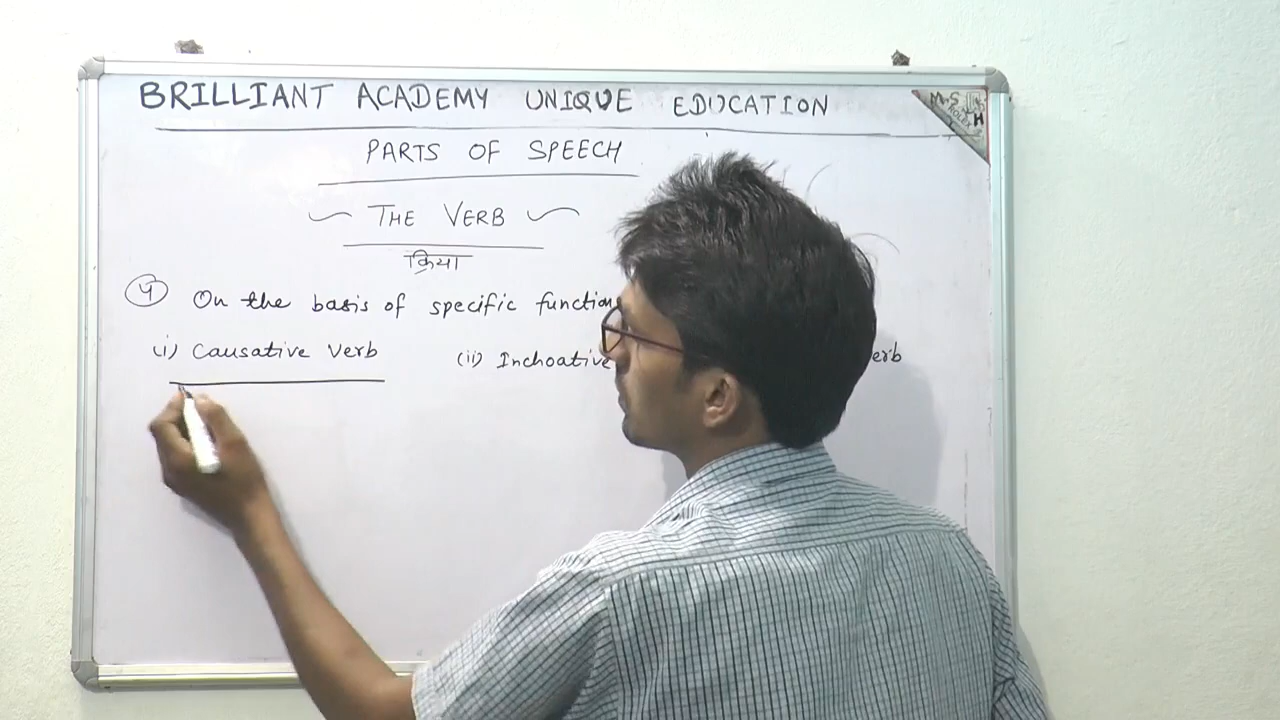 BRILLIANT ACADEMY UNIQUE EDUCATION
PARTS OF SPEECH
THE VERB
क्रिया
4 On the basis of specific function
(i) Causative Verb (ii) Inchoative erb